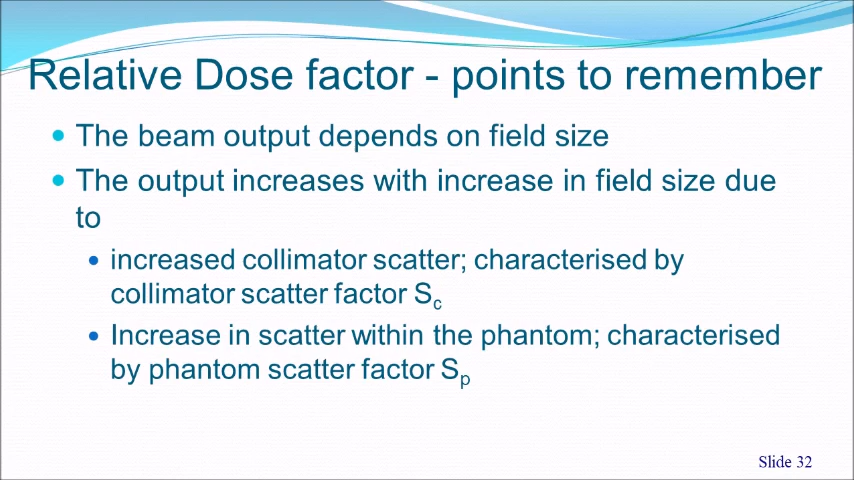 Relative Dose factor - points to remember
• The beam output depends on field size
• The output increases with increase in field size due
to
• increased collimator scatter; characterised by
collimator scatter factor Sc
• Increase in scatter within the phantom; characterised
by phantom scatter factor Sp
Slide 32